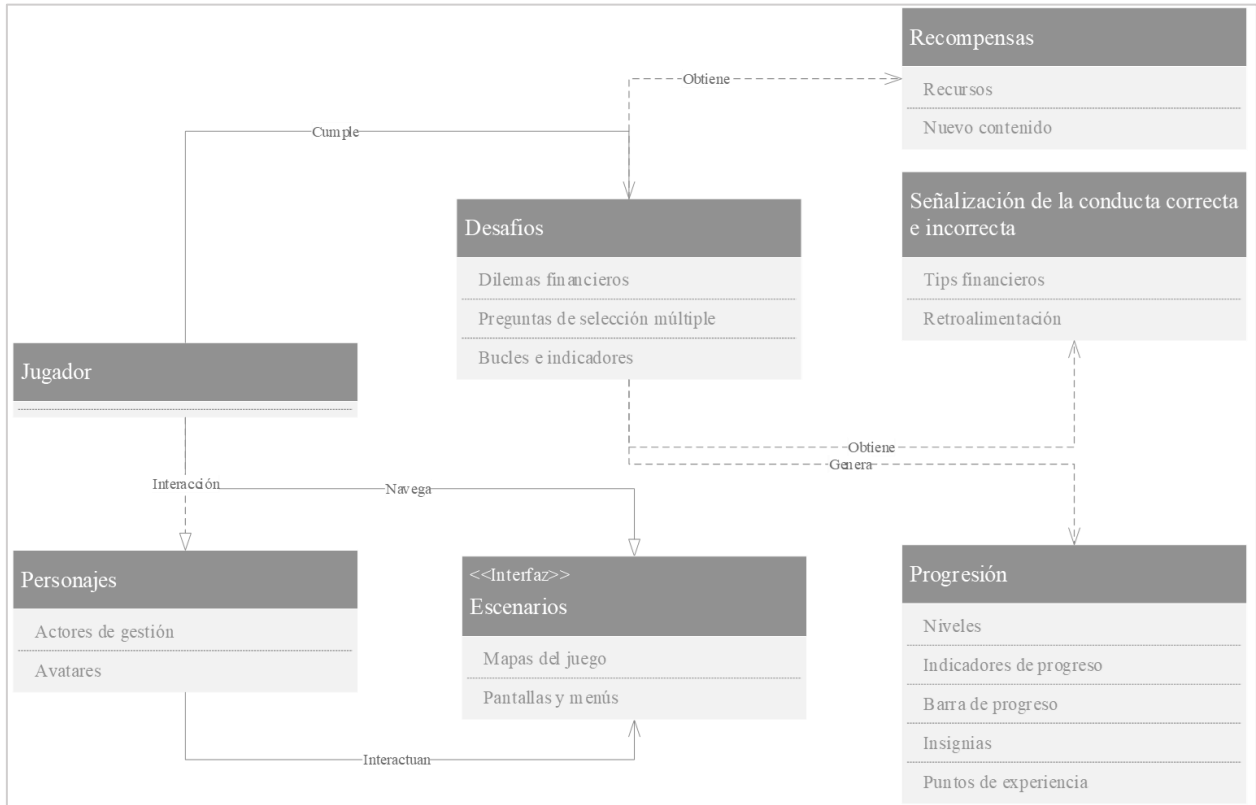 Recompensas
Obtiene
Recursos
Nuevo contenido
Cumple
Señalización de la conducta correcta
e incorrecta
Tips financieros
Retroalimentación
Desafios
Dilemas financieros
Preguntas de selección múltiple
Bucles e indicadores
Jugador
Obtiene
Genera
Interacción
Navega
Personajes
Actores de gestión
Avatares
<<Interfaz>>
Escenarios
Mapas del juego
Pantallas y menús
Interactuan
Progresión
Niveles
Indicadores de progreso
Barra de progreso
Insignias
Puntos de experiencia